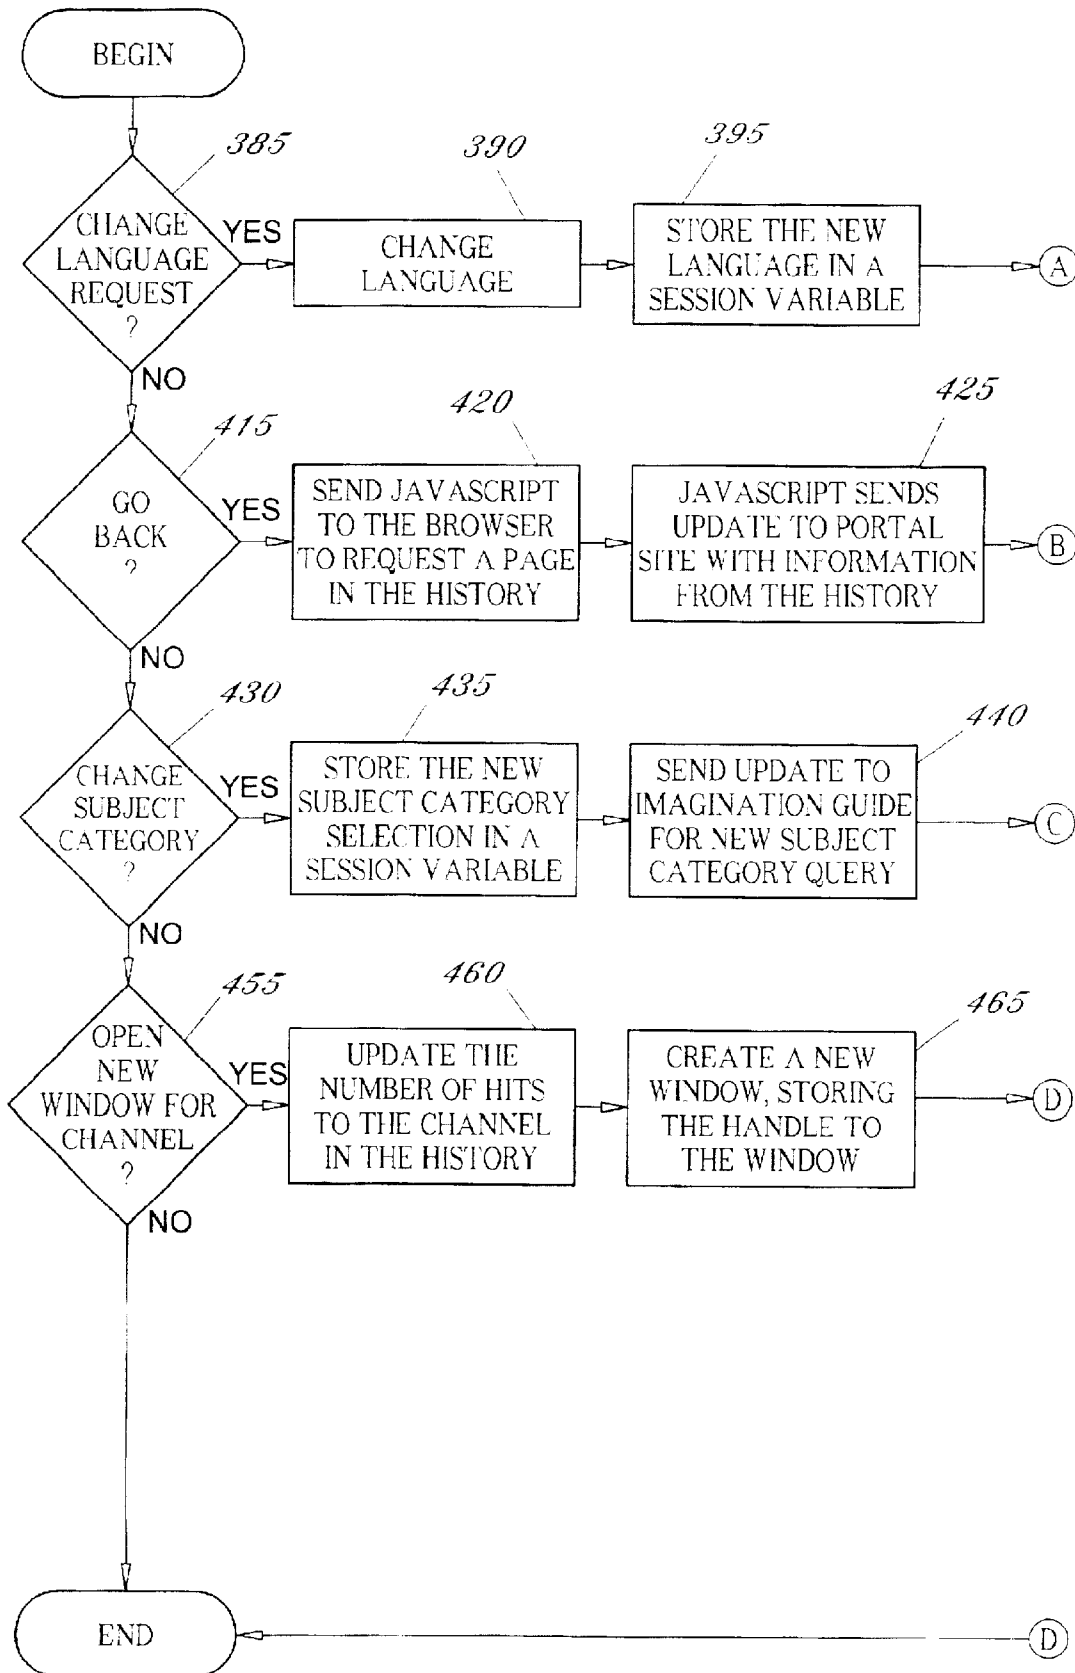 BEGIN
385
390
395
CHANGE
LANGUAGE
REQUEST
?
YES
CHANGE
LANGUAGE
STORE THE NEW
LANGUAGE IN A
SESSION VARIABLE
A
NO
415
420
425
GO
BACK
?
YES
SEND JAVASCRIPT
TO THE BROWSER
TO REQUEST A PAGE
IN THE HISTORY
JAVASCRIPT SENDS
UPDATE TO PORTAL
SITE WITH INFORMATION
FROM THE HISTORY
B
NO
430
435
440
CHANGE
SUBJECT
CATEGORY
?
YES
STORE THE NEW
SUBJECT CATEGORY
SELECTION IN A
SESSION VARIABLE
SEND UPDATE TO
IMAGINATION GUIDE
FOR NEW SUBJECT
CATEGORY QUERY
C
NO
455
460
465
OPEN
NEW
WINDOW FOR
CHANNEL
?
YES
UPDATE THE
NUMBER OF HITS
TO THE CHANNEL
IN THE HISTORY
CREATE A NEW
WINDOW, STORING
THE HANDLE TO
THE WINDOW
D
NO
END
D